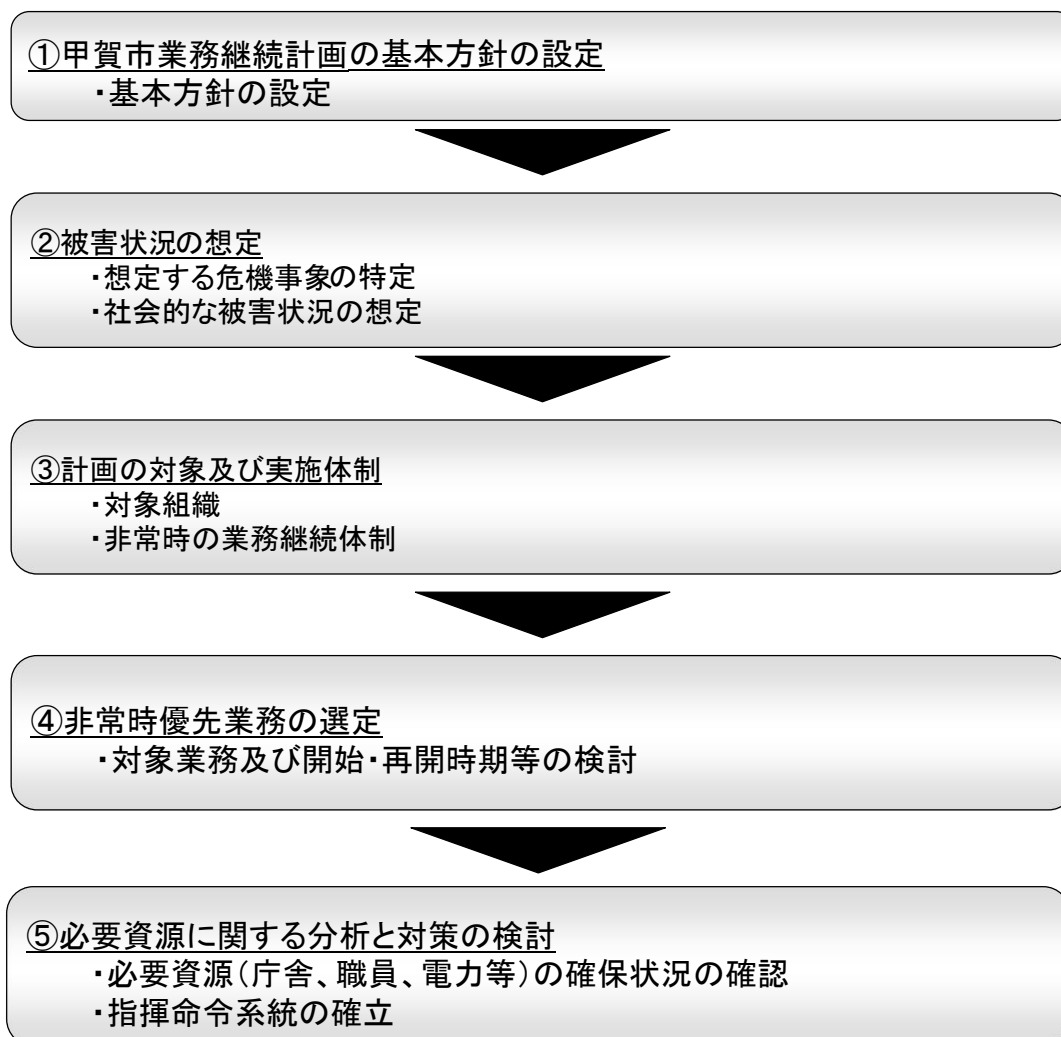 ①甲賀市業務継続計画の基本方針の設定
・基本方針の設定
②被害状況の想定
・想定する危機事象の特定
・社会的な被害状況の想定
③計画の対象及び実施体制
・対象組織
・非常時の業務継続体制
④非常時優先業務の選定
・対象業務及び開始・再開時期等の検討
⑤必要資源に関する分析と対策の検討
・必要資源(庁舎、職員、電力等)の確保状況の確認
・指揮命令系統の確立